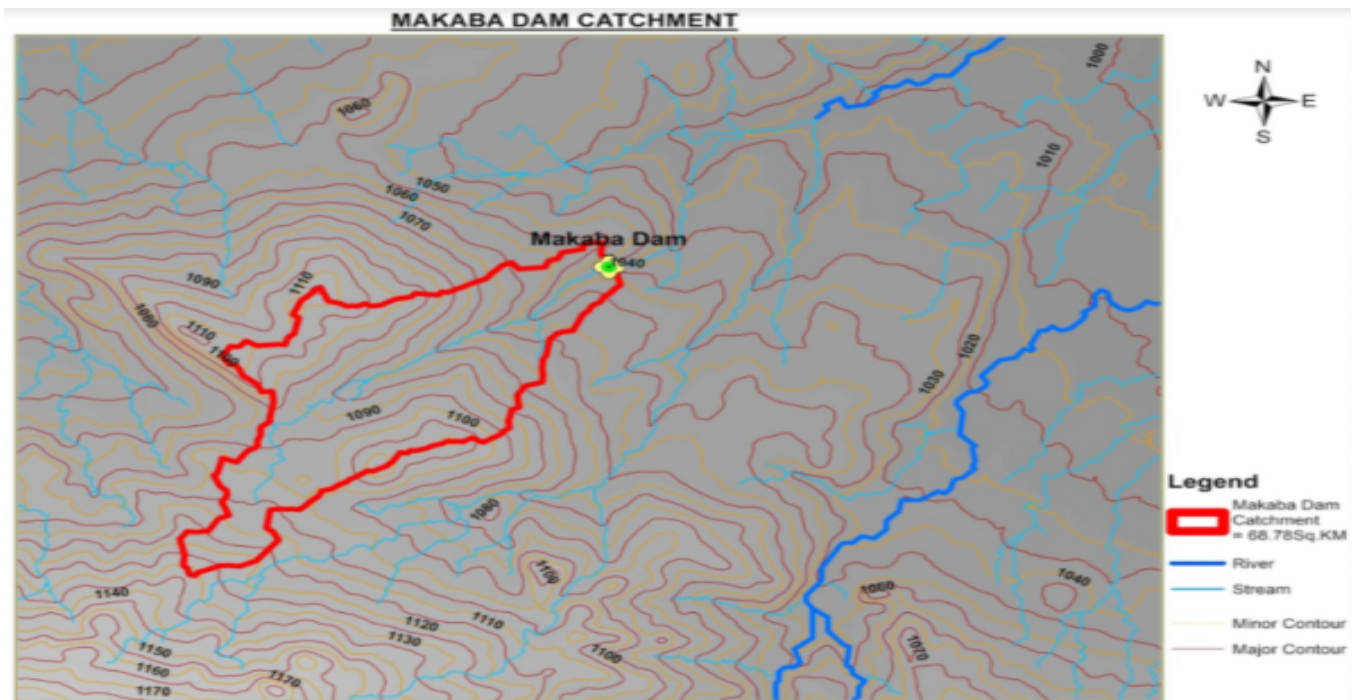 MAKABA DAM CATCHMENT
N
W E
S
1000
1060
1010
1050
1060
1070
Makaba Dam
1040
1090
1110
1080
1110
1100
1020
1030
1090
1100
1080
1100
1060
1040
1140
1120
1110
1130
1150
1100
1070
1160
1170
1170
Legend
Makaba Dam
Catchment
= 68.78Sq.KM
River
Stream
Minor Contour
Major Contour